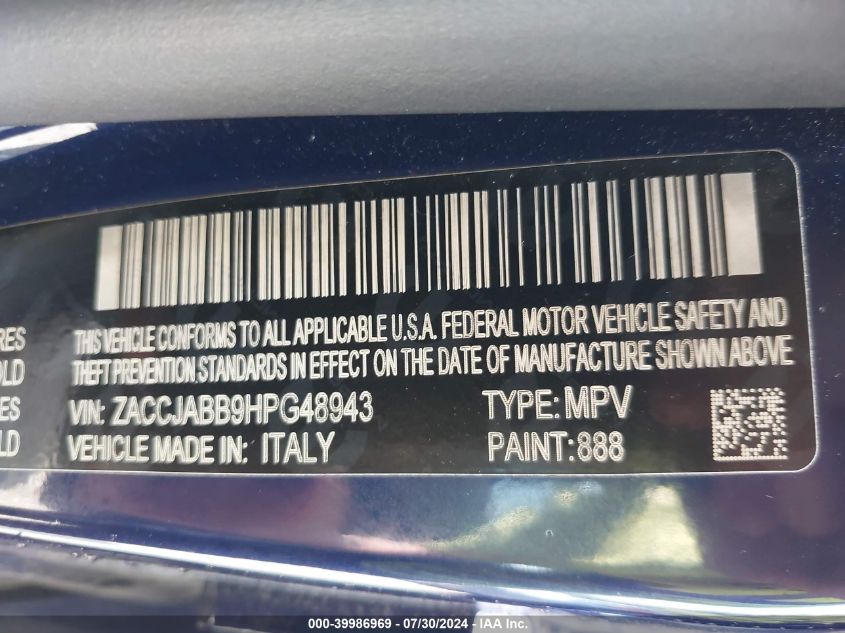 THIS VEHICLE CONFORMS TO ALL APPLICABLE U.S.A. FEDERAL MOTOR VEHICLE SAFETY AND
RES
THEFT PREVENTION STANDARDS IN EFFECT ON THE DATE OF MANUFACTURE SHOWN ABOVE
OLD
VIN: ZACCJABB9HPG48943 TYPE: MPV
ES
VEHICLE MADE IN: ITALY PAINT:888
LD
000-39986969 / 07/30/2024 - © IAA Inc.